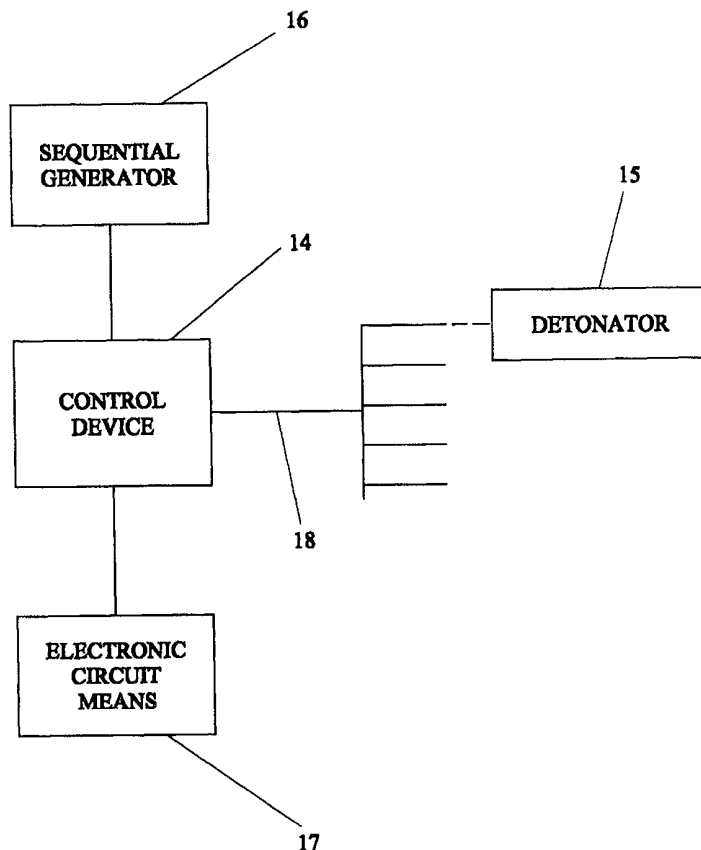 16
SEQUENTIAL
GENERATOR
15
14
DETONATOR
CONTROL
DEVICE
18
ELECTRONIC
CIRCUIT
MEANS
17